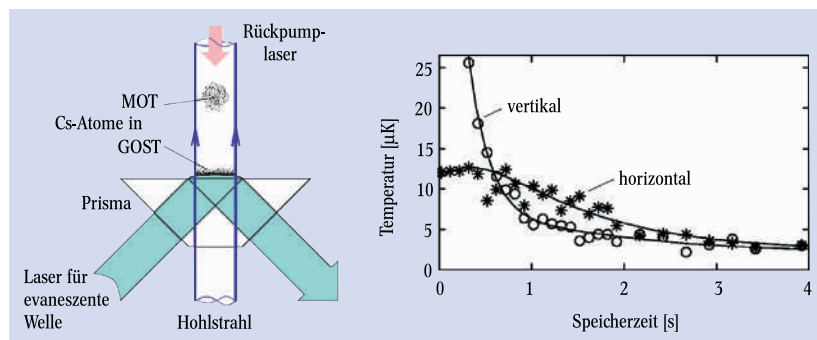 Rückpump-
laser
MOT
Cs-Atome in
GOST
Prisma
Laser für
evaneszente
Welle
Hohlstrahl
Temperatur [µK]
25
20
15
10
5
0
vertikal
horizontal
0
1
2
3
4
Speicherzeit [s]